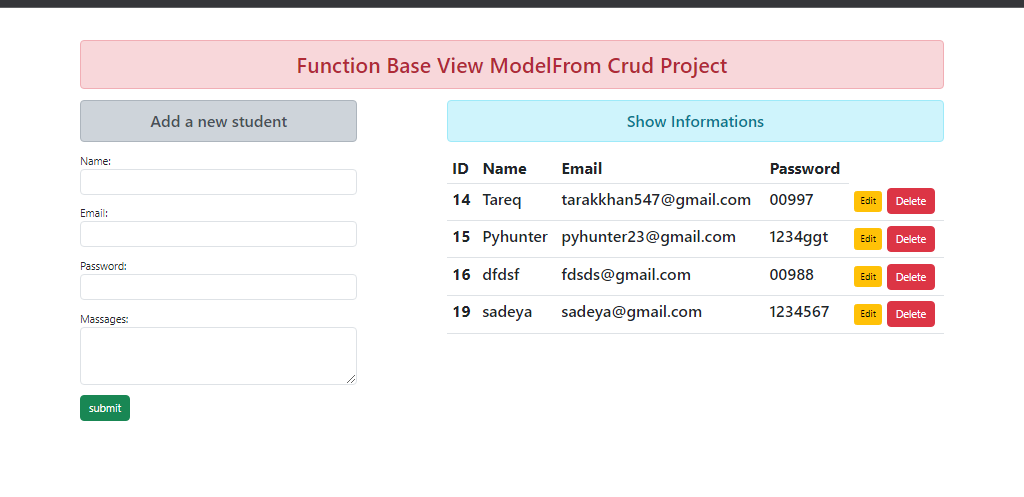 Function Base View ModelFrom Crud Project
Add a new student
Name:
Email:
Password:
Massages:
submit
Show Informations
ID Name Email Password
14 Tareq tarakkhan547@gmail.com 00997 Edit Delete
15 Pyhunter pyhunter23@gmail.com 1234ggt Edit Delete
16 dfdsf fdsds@gmail.com 00988 Edit Delete
19 sadeya sadeya@gmail.com 1234567 Edit Delete